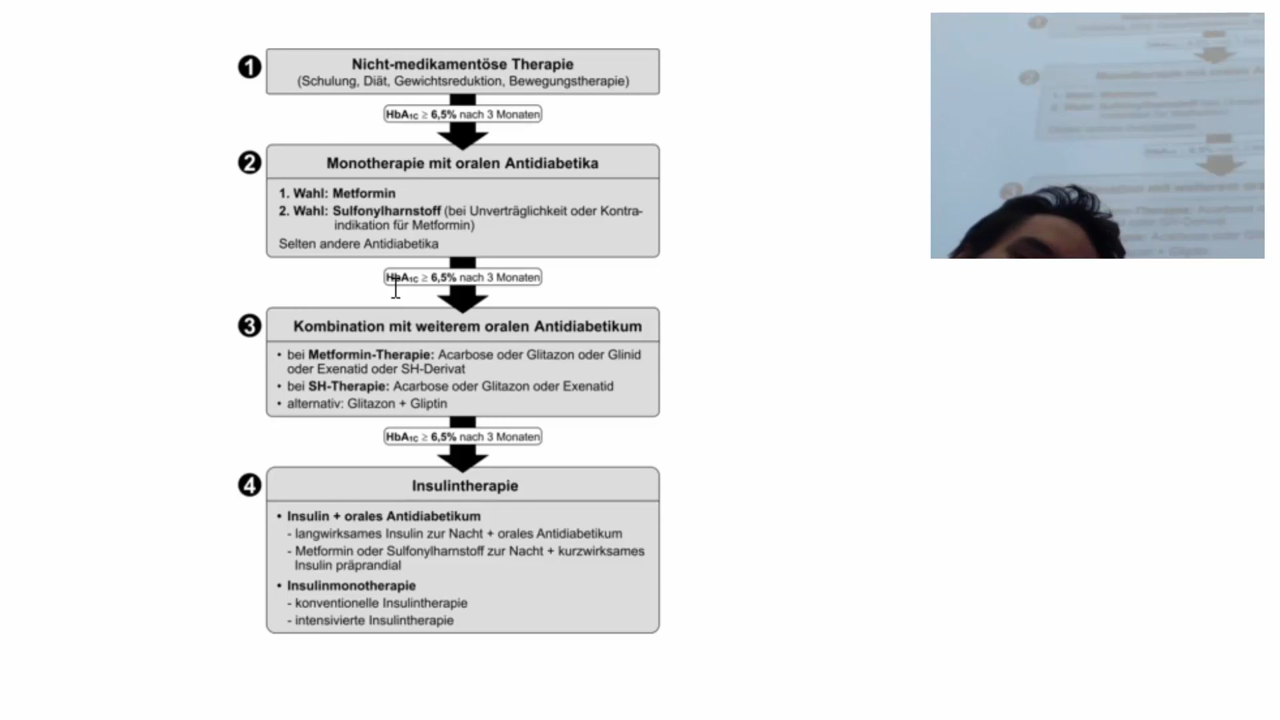 1
Nicht-medikamentöse Therapie
(Schulung, Diät, Gewichtsreduktion, Bewegungstherapie)
HbA1C ≥ 6,5% nach 3 Monaten
2
Monotherapie mit oralen Antidiabetika
1. Wahl: Metformin
2. Wahl: Sulfonylharnstoff (bei Unverträglichkeit oder Kontra-
indikation für Metformin)
Selten andere Antidiabetika
HbA1C ≥ 6,5% nach 3 Monaten
3
Kombination mit weiterem oralen Antidiabetikum
• bei Metformin-Therapie: Acarbose oder Glitazon oder Glinid
oder Exenatid oder SH-Derivat
• bei SH-Therapie: Acarbose oder Glitazon oder Exenatid
• alternativ: Glitazon + Gliptin
HbA1C ≥ 6,5% nach 3 Monaten
4
Insulintherapie
• Insulin + orales Antidiabetikum
- langwirksames Insulin zur Nacht + orales Antidiabetikum
- Metformin oder Sulfonylharnstoff zur Nacht + kurzwirksames
Insulin präprandial
• Insulinmonotherapie
- konventionelle Insulintherapie
- intensivierte Insulintherapie